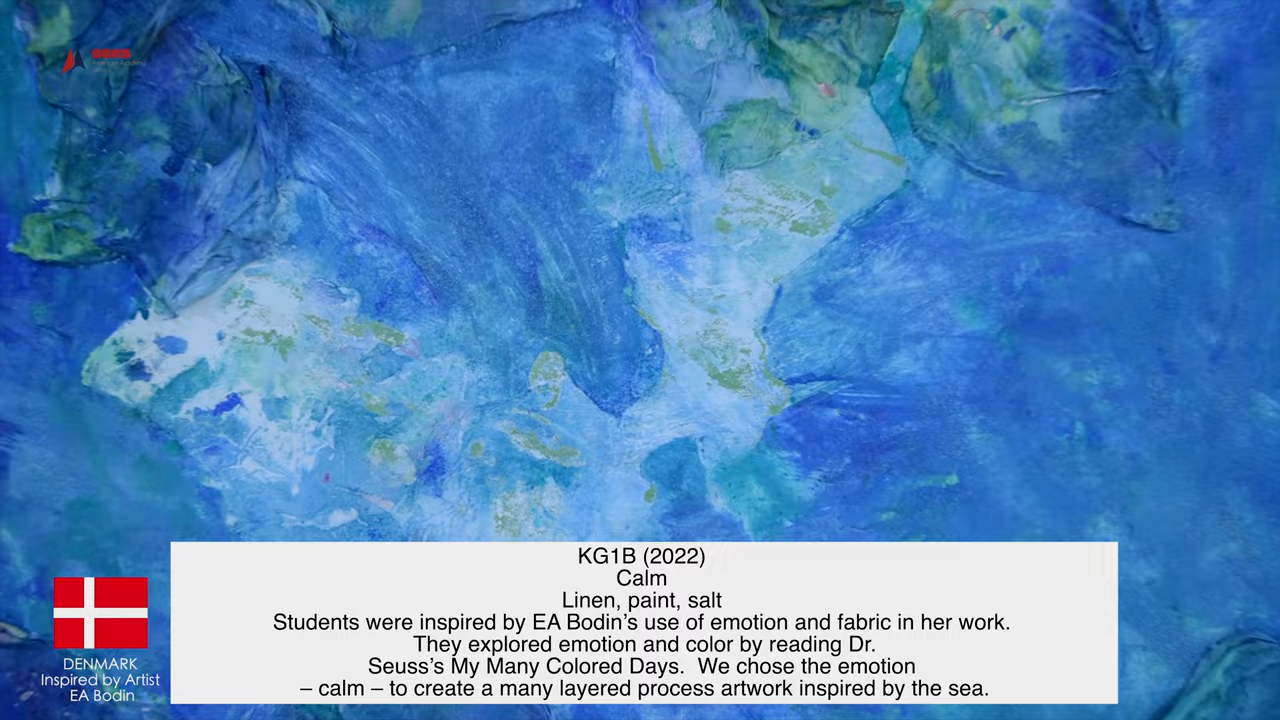 American Academy
KG1B (2022)
Calm
Linen, paint, salt
Students were inspired by EA Bodin's use of emotion and fabric in her work.
They explored emotion and color by reading Dr.
Seuss's My Many Colored Days. We chose the emotion
– calm – to create a many layered process artwork inspired by the sea.
DENMARK
Inspired by Artist
EA Bodin